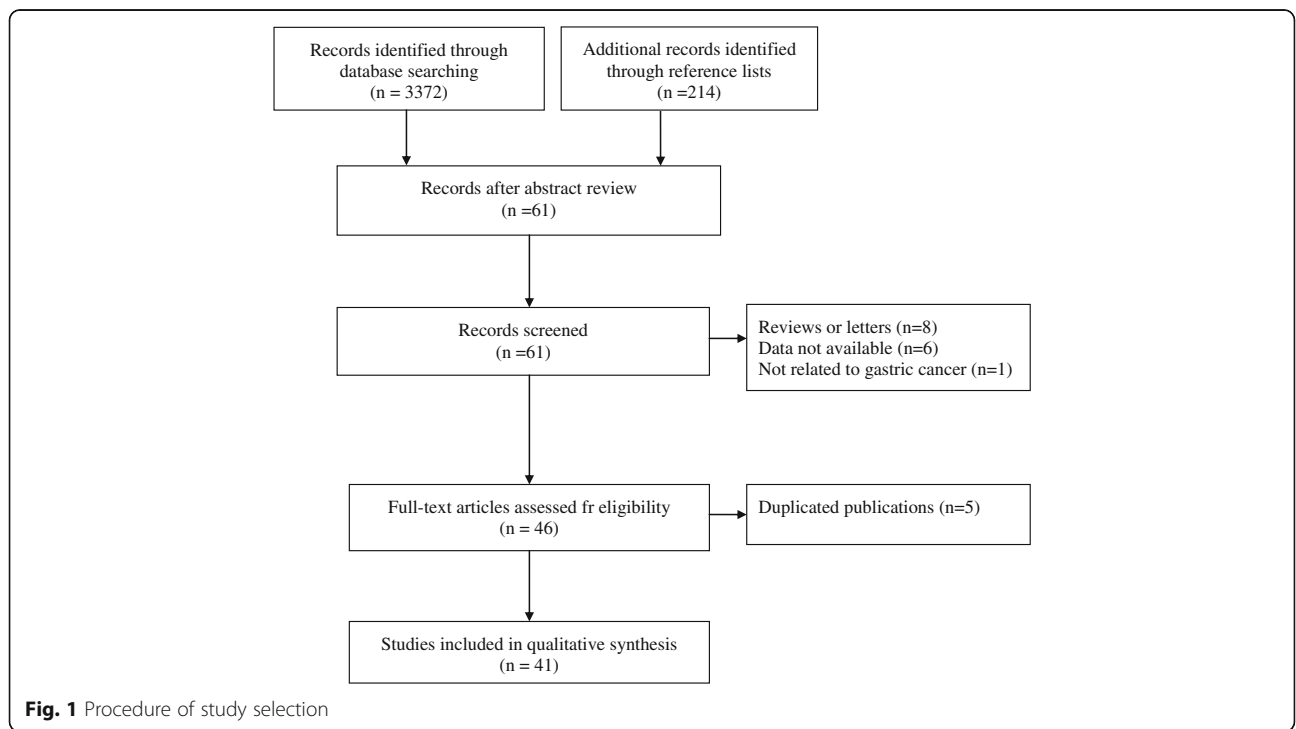 Records identified through
database searching
(n = 3372)
Additional records identified
through reference lists
(n =214)
Records after abstract review
(n =61)
Records screened
(n =61)
Reviews or letters (n=8)
Data not available (n=6)
Not related to gastric cancer (n=1)
Full-text articles assessed fr eligibility
(n = 46)
Duplicated publications (n=5)
Studies included in qualitative synthesis
(n = 41)
Fig. 1 Procedure of study selection